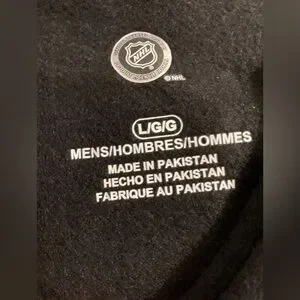 NHL
© NHL
L/G/G
MENS/HOMBRES/HOMMES
MADE IN PAKISTAN
HECHO EN PAKISTAN
FABRIQUE AU PAKISTAN